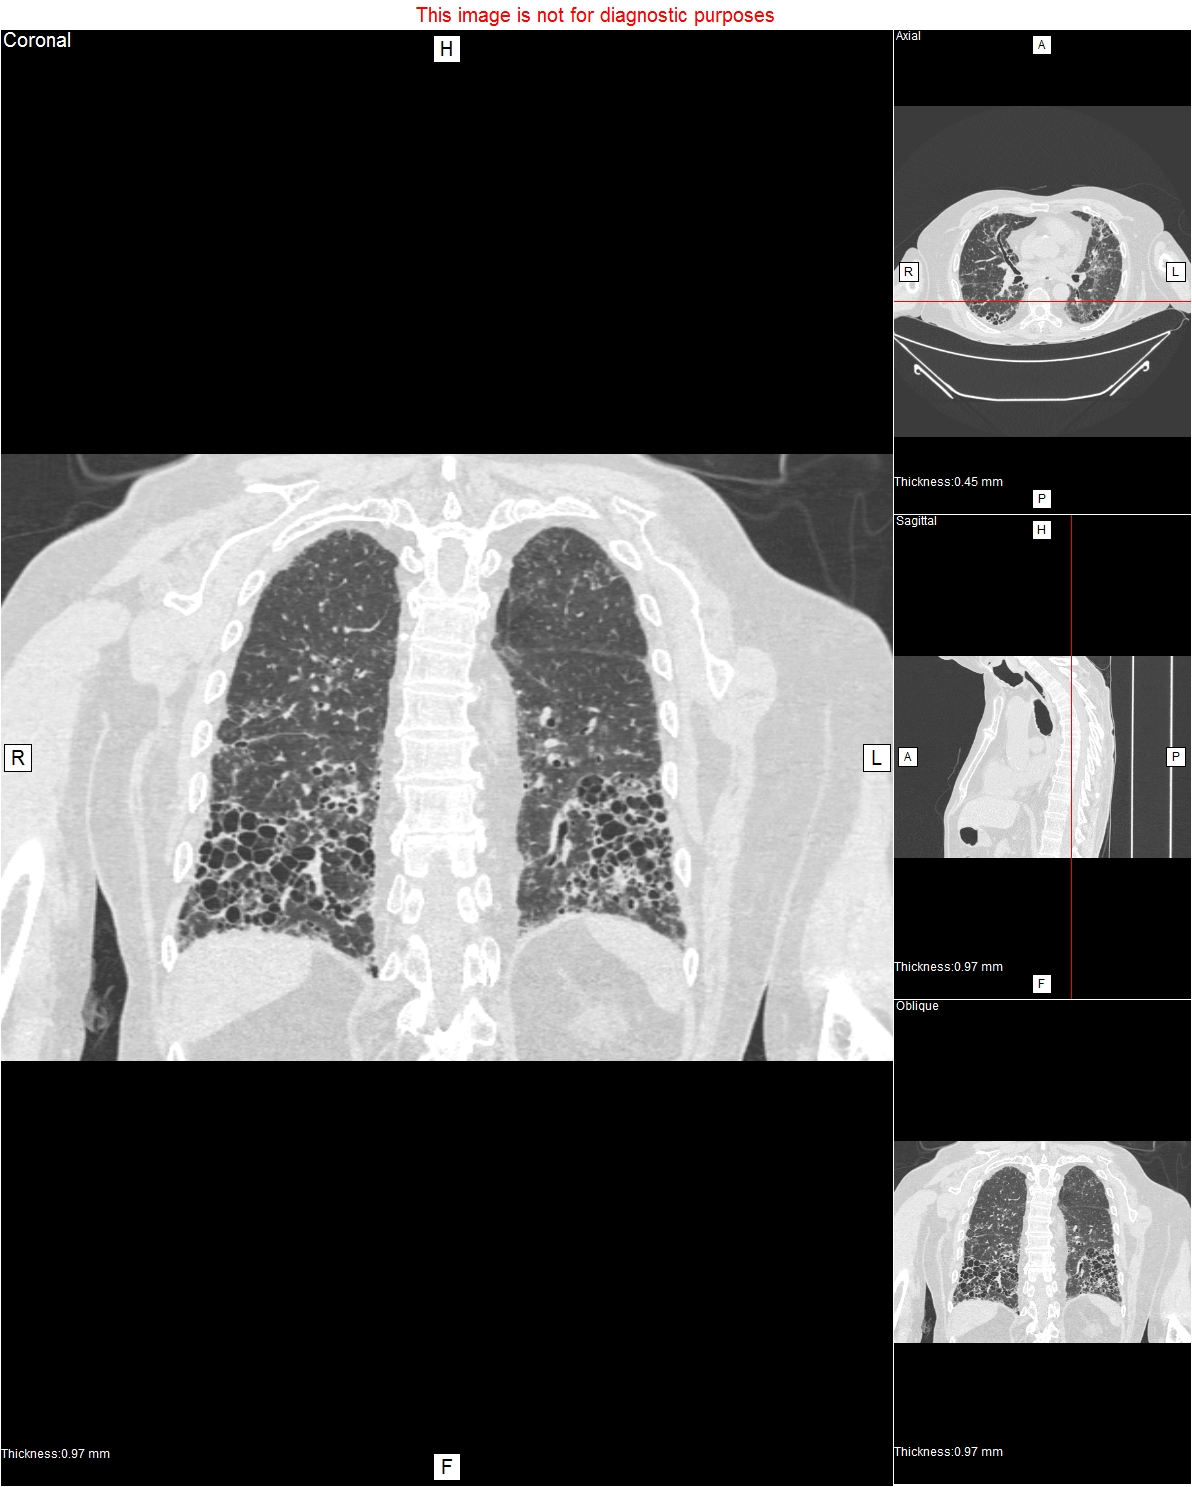 This image is not for diagnostic purposes
Coronal
H
R
L
Thickness:0.97 mm
F
Axial
A
R
L
Thickness:0.45 mm
P
Sagittal
H
A
P
Thickness:0.97 mm
F
Oblique
Thickness:0.97 mm